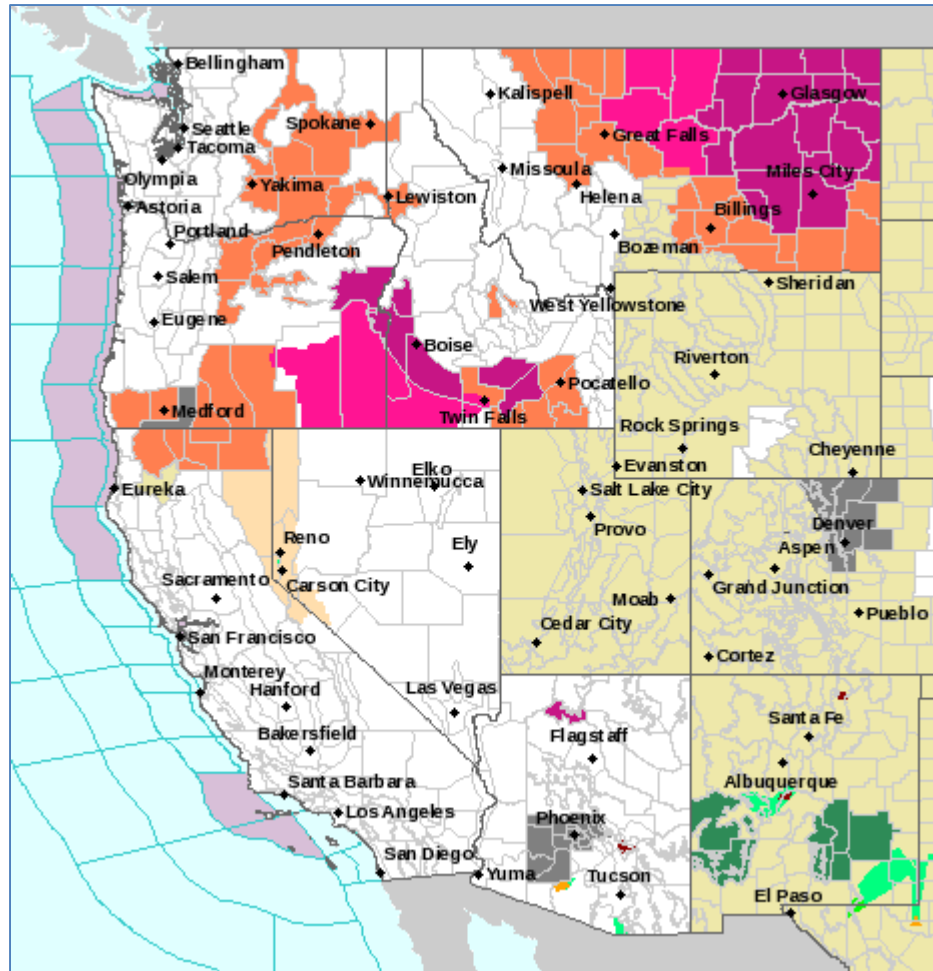 Bellingham
Kalispell
Glasgow
Seattle
Spokane
Great Falls
Tacoma
Missoula
Miles City
Olympia
Yakima
Lewiston
Helena
Astoria
Billings
Portland
Pendleton
Bozeman
Salem
Sheridan
West Yellowstone
Eugene
Boise
Riverton
Pocatello
Medford
Twin Falls
Rock Springs
Cheyenne
Elko
Evanston
Winnemucca
Eureka
Salt Lake City
Provo
Denver
Reno
Ely
Aspen
Sacramento
Carson City
Grand Junction
Moab
Pueblo
Cedar City
San Francisco
Cortez
Monterey
Hanford
Las Vegas
Santa Fe
Bakersfield
Flagstaff
Santa Barbara
Albuquerque
Los Angeles
Phoenix
San Diego
Yuma
Tucson
El Paso